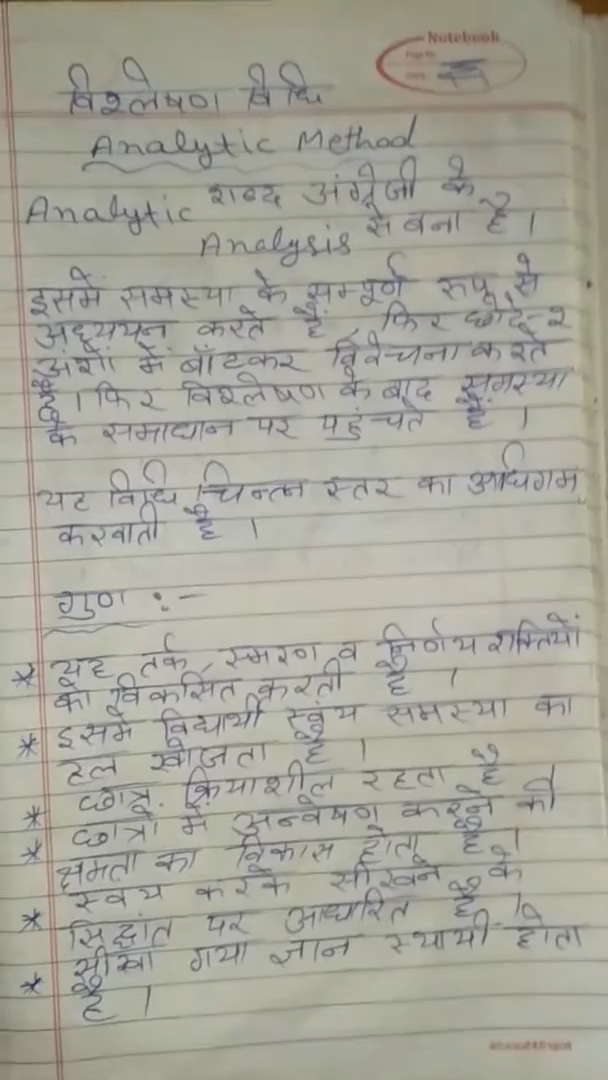 Notebook
विश्लेषण विधि
Analytic Method
Analytic शब्द अंग्रेजी के
Analysis से बना है ।
इसमें समस्या के सम्पूर्ण रूप से
अध्ययन करते हैं, फिर छोटे-२
अंशों में बाँटकर विवेचना करते
हैं । फिर विश्लेषण के बाद समस्या
के समाधान पर पहुंचते हैं ।
यह विधि चिन्तन स्तर का अधिगम
करवाती है ।
गुण :-
* यह तर्क, स्मरण व निर्णय शक्तियों
को विकसित करती है ।
* इसमें विद्यार्थी स्वंय समस्या का
हल खोजता है ।
* छात्र क्रियाशील रहता है ।
* छात्रों में अन्वेषण करने की
क्षमता का विकास होता है ।
* स्वयं करके सीखने के
सिद्धांत पर आधारित है ।
* सीखा गया ज्ञान स्थायी होता
है ।